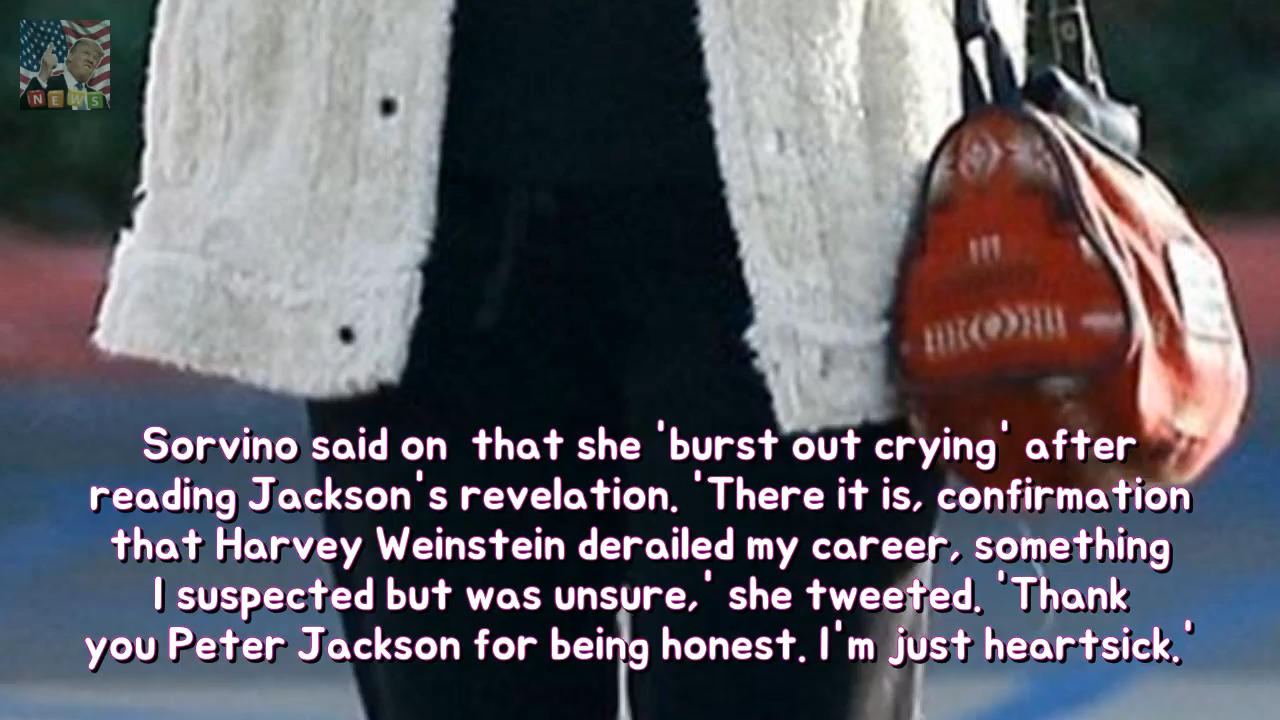 NEWS
Sorvino said on  that she 'burst out crying' after
reading Jackson's revelation. 'There it is, confirmation
that Harvey Weinstein derailed my career, something
I suspected but was unsure,' she tweeted. 'Thank
you Peter Jackson for being honest. I'm just heartsick.'